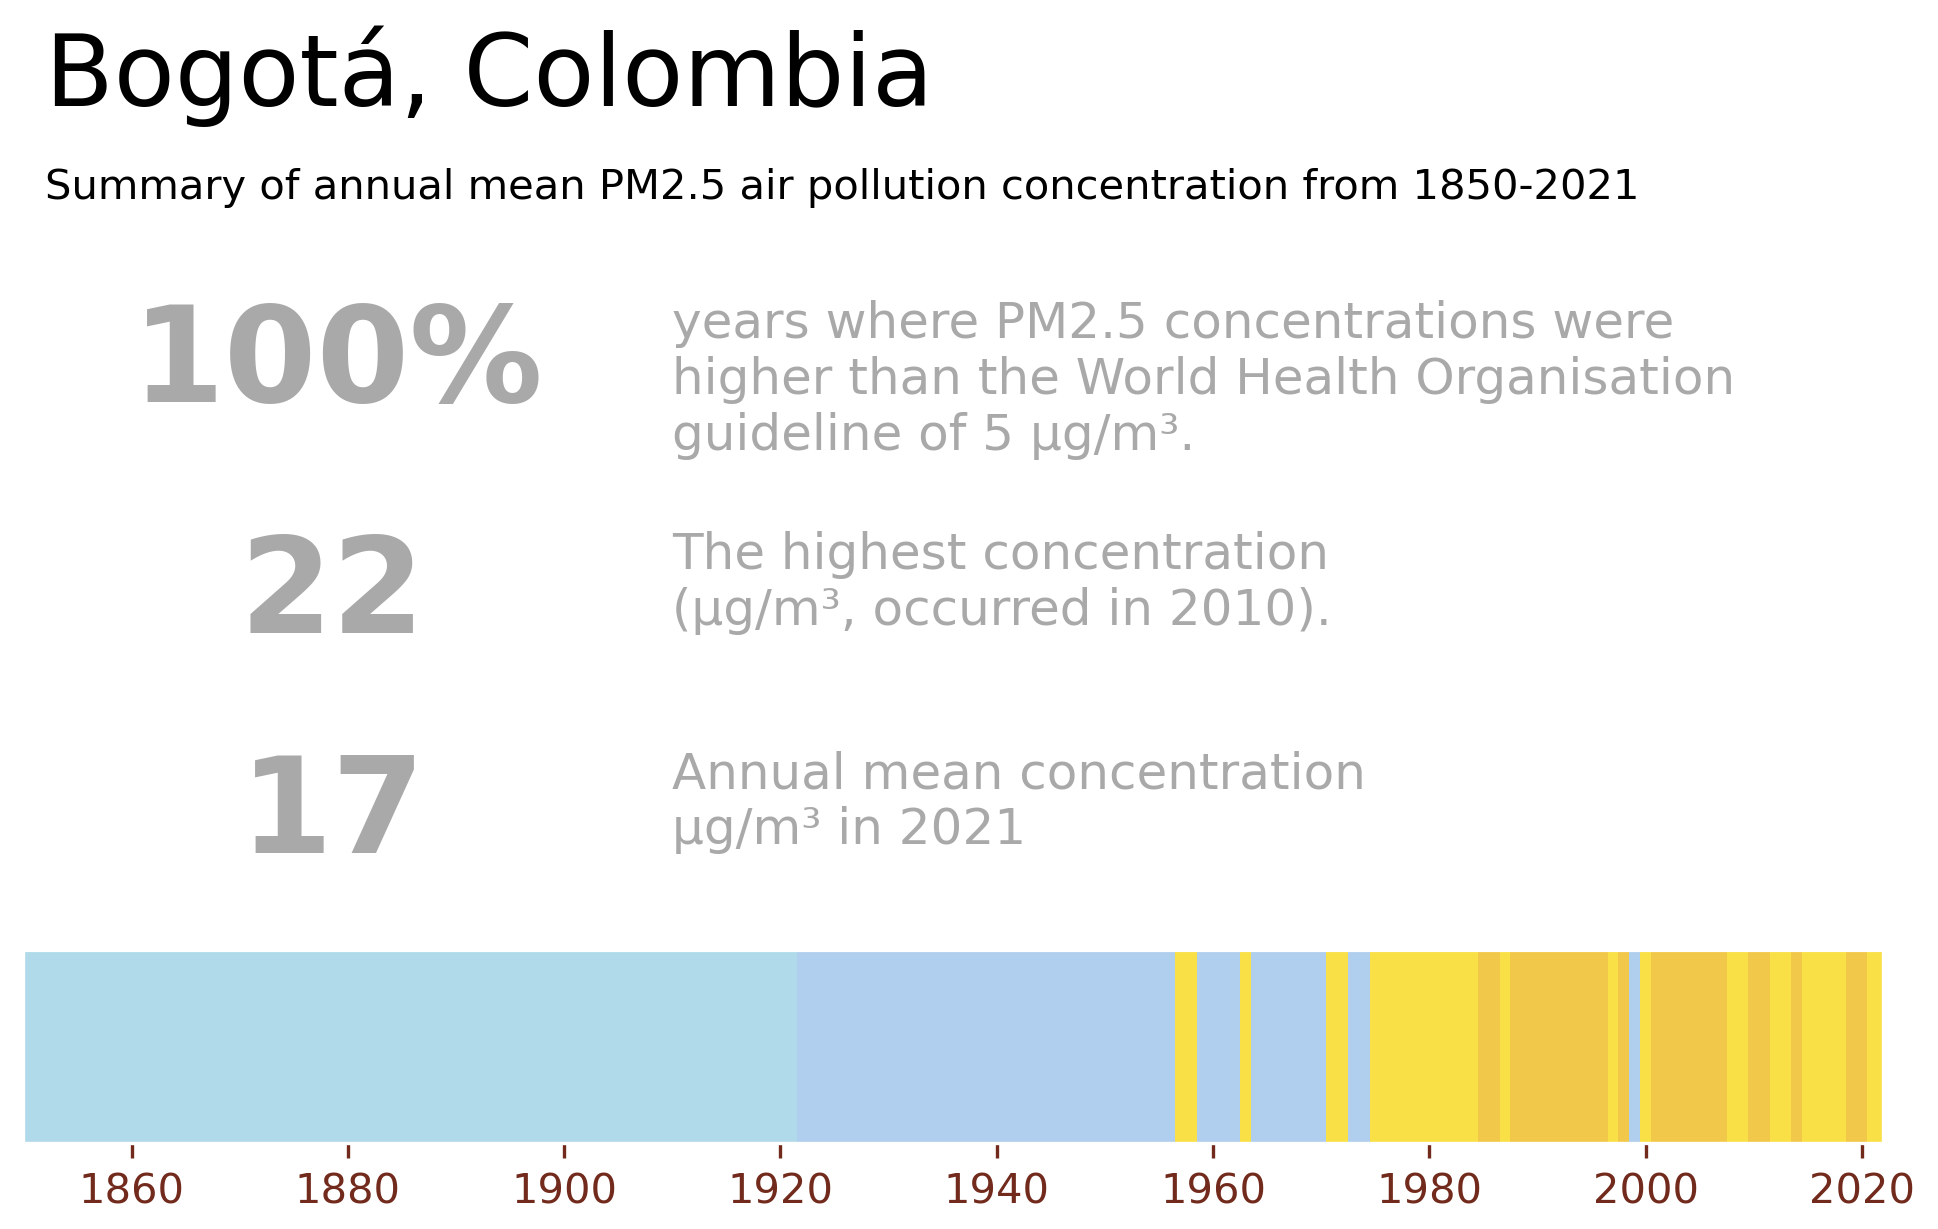 Bogotá, Colombia
Summary of annual mean PM2.5 air pollution concentration from 1850-2021
100%
years where PM2.5 concentrations were
higher than the World Health Organisation
guideline of 5 µg/m³.
22
The highest concentration
(µg/m³, occurred in 2010).
17
Annual mean concentration
µg/m³ in 2021
1860 1880 1900 1920 1940 1960 1980 2000 2020